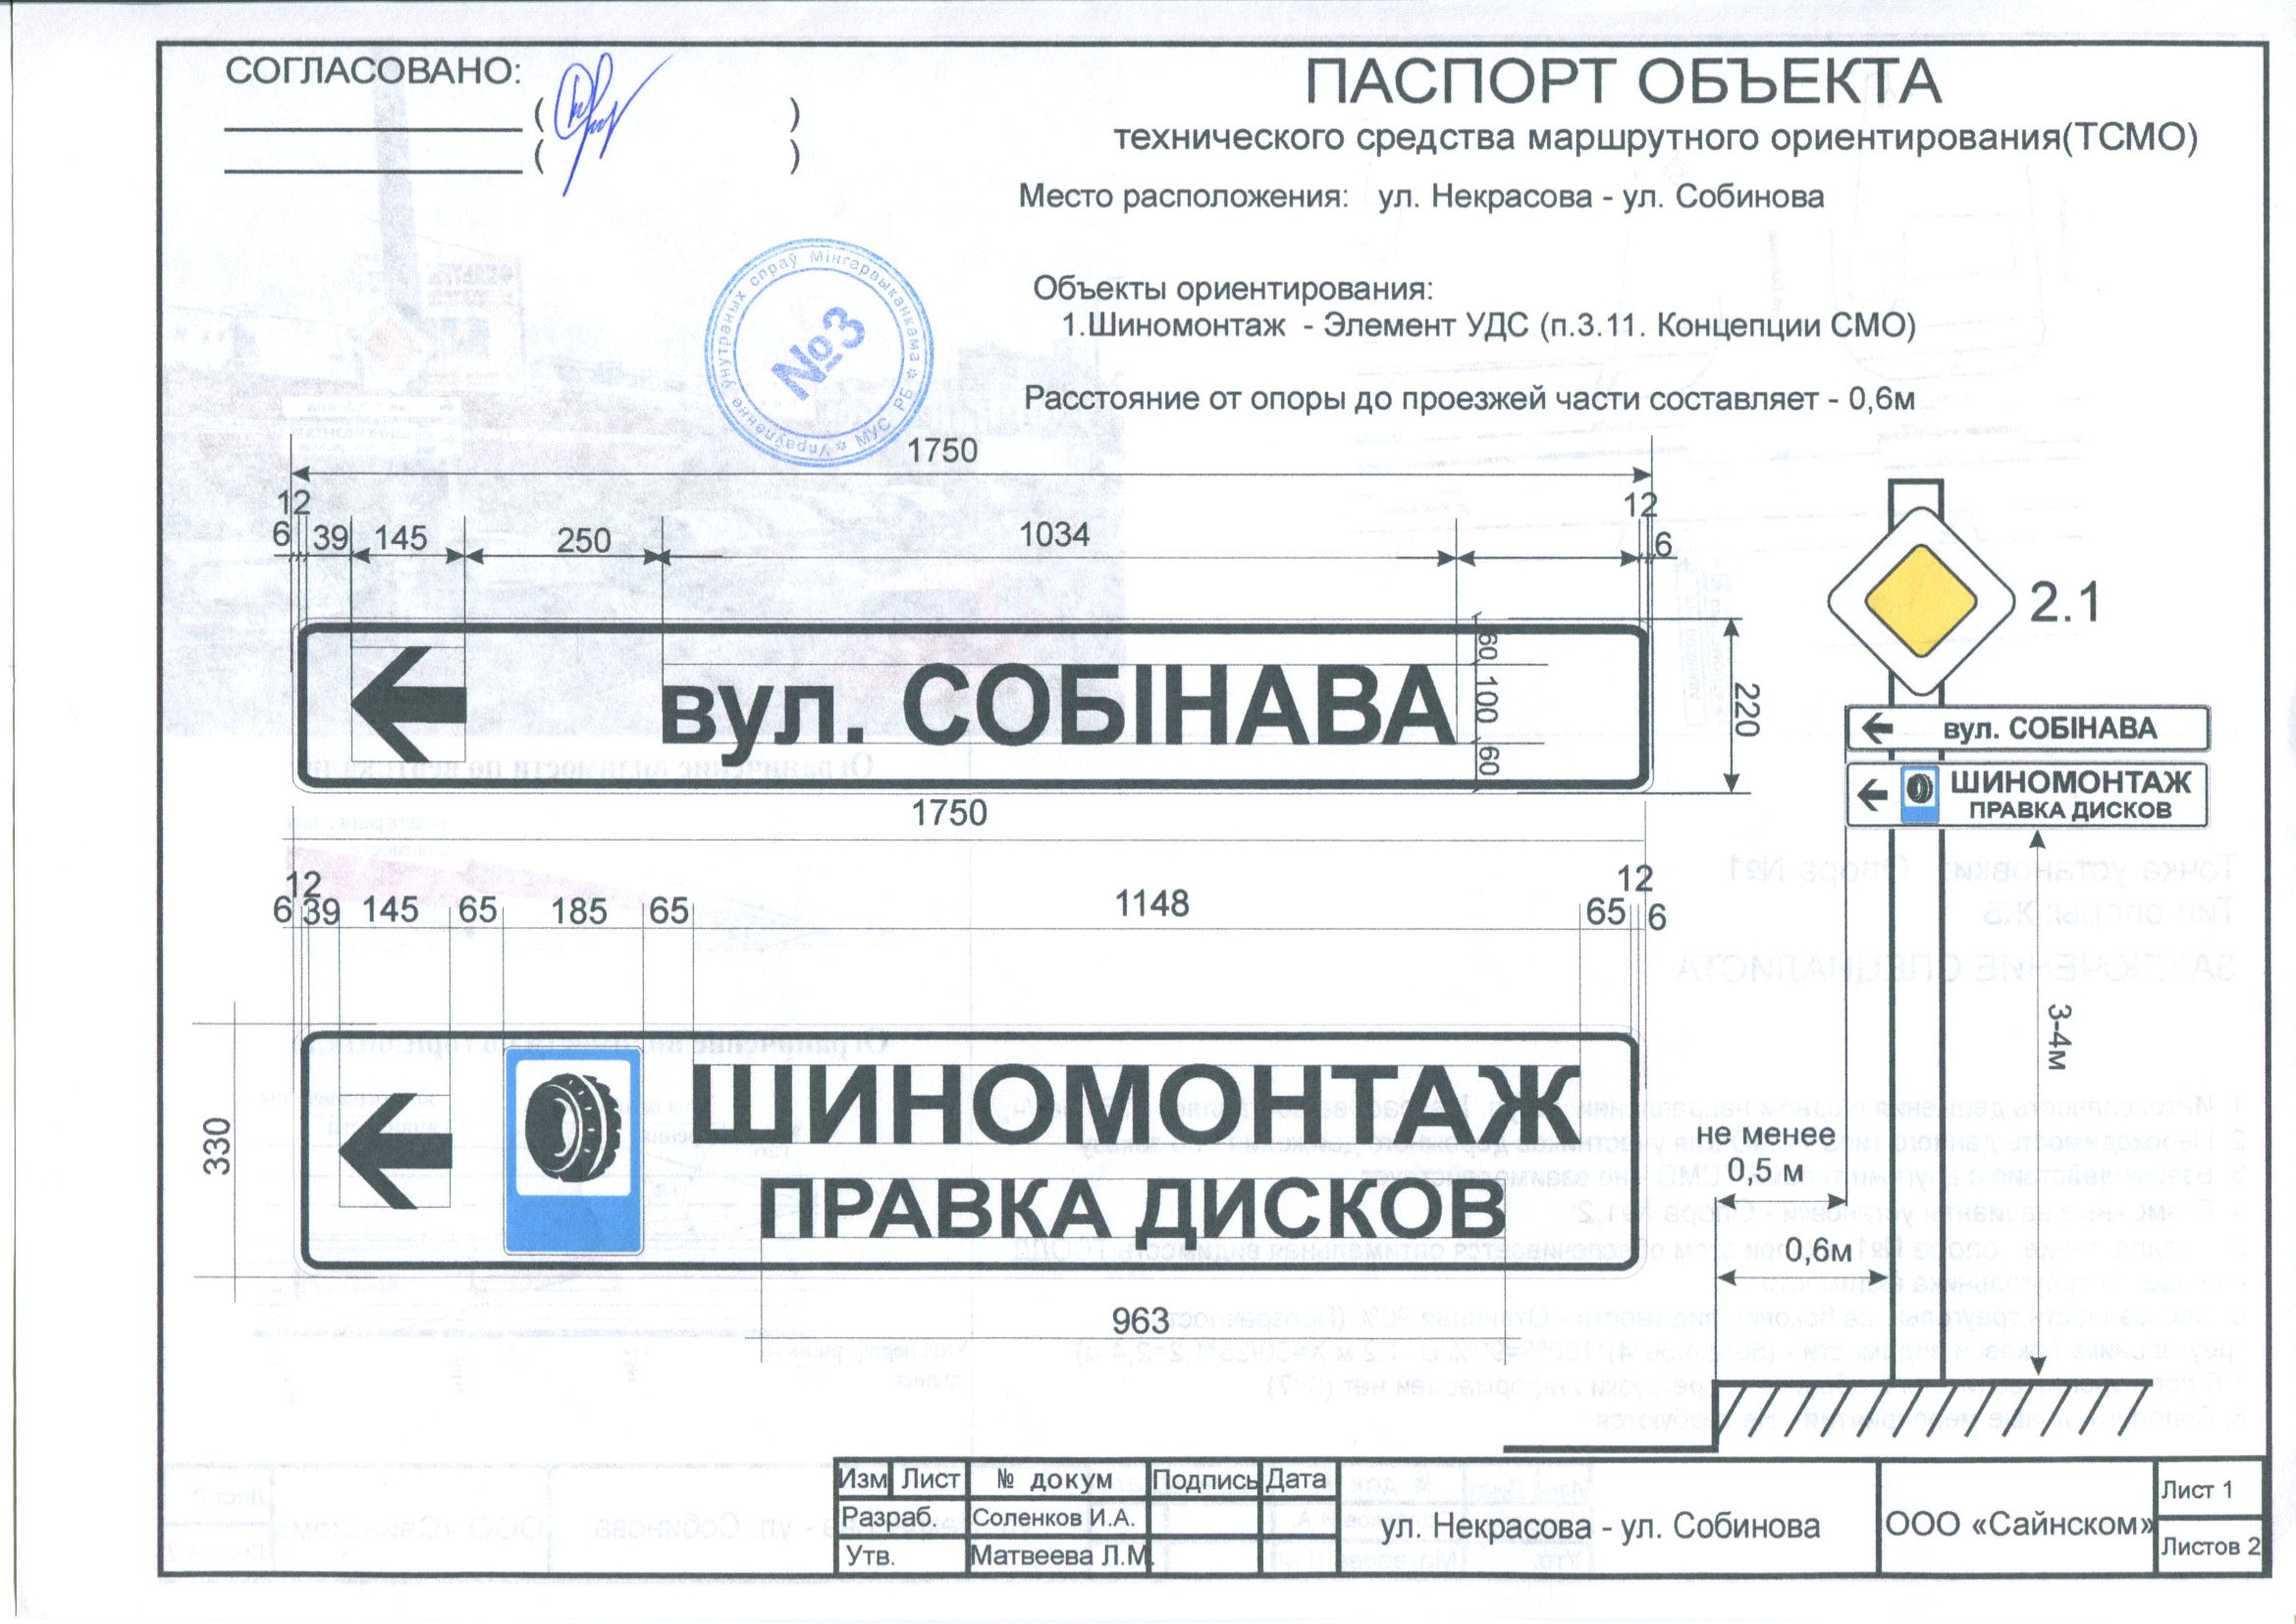 СОГЛАСОВАНО:
( )
( )
ПАСПОРТ ОБЪЕКТА
технического средства маршрутного ориентирования(ТСМО)
Место расположения: ул. Некрасова - ул. Собинова
Объекты ориентирования:
1.Шиномонтаж - Элемент УДС (п.3.11. Концепции СМО)
Расстояние от опоры до проезжей части составляет - 0,6м
Упраўленне ўнутраных спраў Мінгарвыканкама * МУС РБ *
№3
1750
12
6 39 145 250 1034 12 6
60
100
60
220
← вул. СОБІНАВА
2.1
вул. СОБІНАВА
ШИНОМОНТАЖ
ПРАВКА ДИСКОВ
1750
12
6 39 145 65 185 65 1148 65 12 6
330
ШИНОМОНТАЖ
ПРАВКА ДИСКОВ
963
3-4м
не менее
0,5 м
0,6м
Изм Лист № докум Подпись Дата
Разраб. Соленков И.А.
Утв. Матвеева Л.М.
ул. Некрасова - ул. Собинова
ООО «Сайнском»
Лист 1
Листов 2